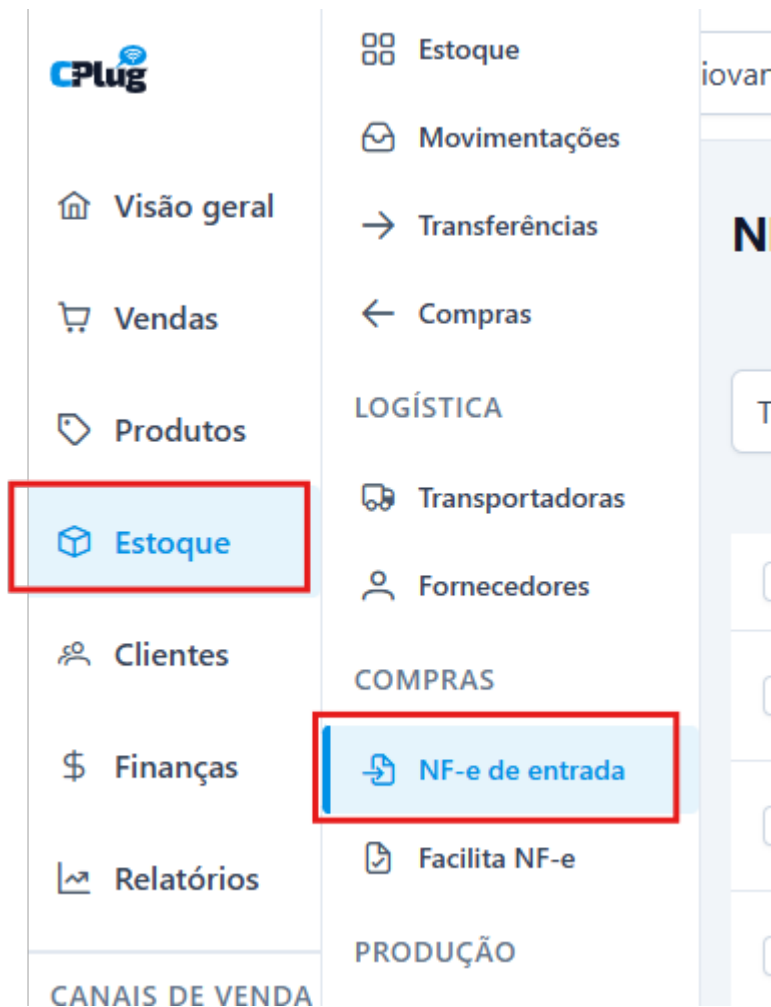 CPlug
Visão geral
Vendas
Produtos
Estoque
Clientes
Finanças
Relatórios
CANAIS DE VENDA
Estoque
Movimentações
Transferências
Compras
LOGÍSTICA
Transportadoras
Fornecedores
COMPRAS
NF-e de entrada
Facilita NF-e
PRODUÇÃO